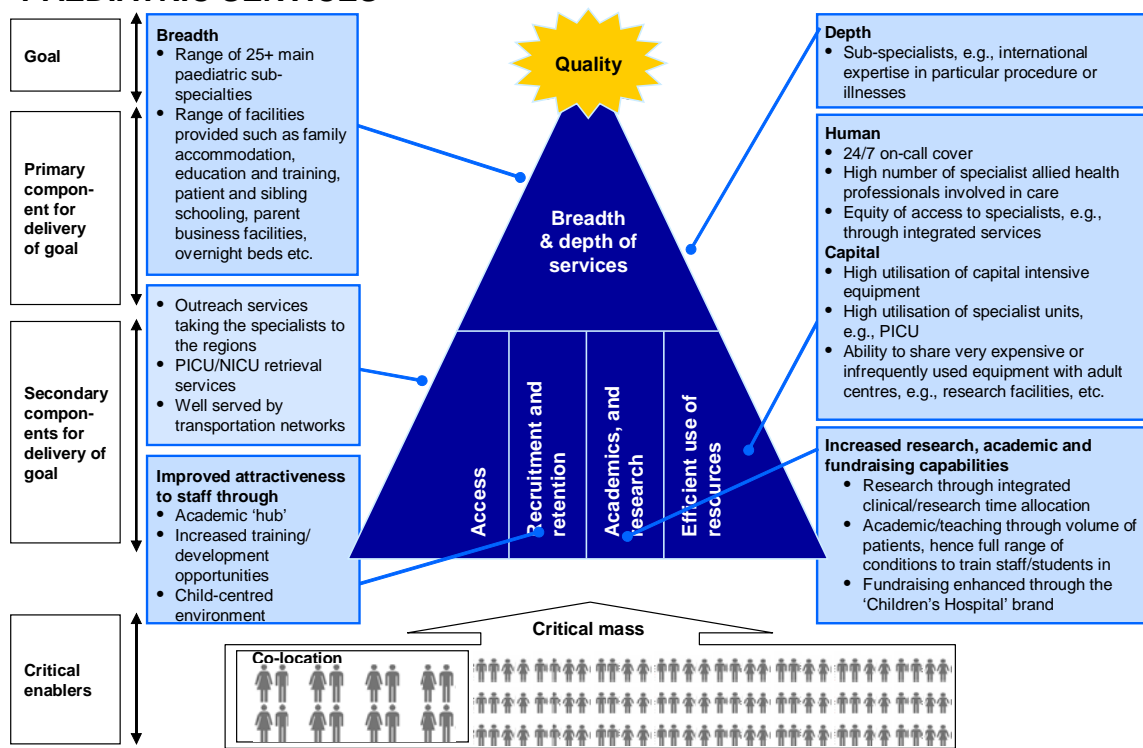 Goal
Primary
compon-
ent for
delivery
of goal
Secondary
compon-
ents for
delivery of
goal
Critical
enablers
Breadth
• Range of 25+ main
paediatric sub-
specialties
• Range of facilities
provided such as family
accommodation,
education and training,
patient and sibling
schooling, parent
business facilities,
overnight beds etc.
• Outreach services
taking the specialists to
the regions
• PICU/NICU retrieval
services
• Well served by
transportation networks
Improved attractiveness
to staff through
• Academic ‘hub’
• Increased training/
development
opportunities
• Child-centred
environment
Quality
Breadth
& depth of
services
Access
Recruitment and
retention
Academics, and
research
Efficient use of
resources
Depth
• Sub-specialists, e.g., international
expertise in particular procedure or
illnesses
Human
• 24/7 on-call cover
• High number of specialist allied health
professionals involved in care
• Equity of access to specialists, e.g.,
through integrated services
Capital
• High utilisation of capital intensive
equipment
• High utilisation of specialist units,
e.g., PICU
• Ability to share very expensive or
infrequently used equipment with adult
centres, e.g., research facilities, etc.
Increased research, academic and
fundraising capabilities
• Research through integrated
clinical/research time allocation
• Academic/teaching through volume of
patients, hence full range of
conditions to train staff/students in
• Fundraising enhanced through the
‘Children’s Hospital’ brand
Critical mass
Co-location